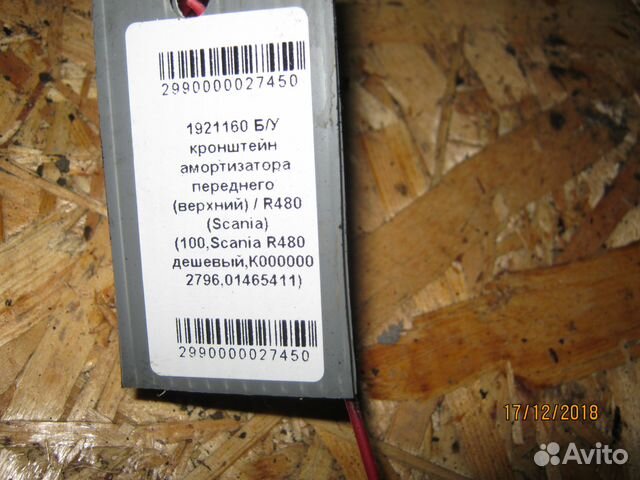 2990000027450
1921160 Б/У
кронштейн
амортизатора
переднего
(верхний) / R480
(Scania)
(100,Scania R480
дешевый,K000000
2796,01465411)
2990000027450
17/12/2018
Avito